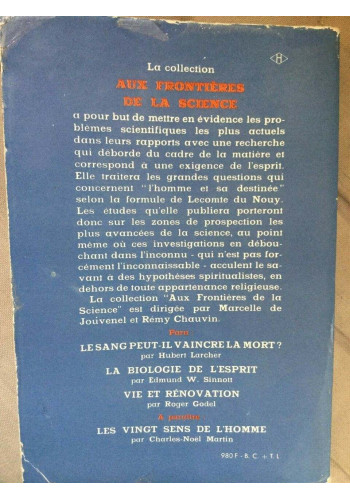 H
La collection
AUX FRONTIÈRES
DE LA SCIENCE
a pour but de mettre en évidence les pro-
blèmes scientifiques les plus actuels
dans leurs rapports avec une recherche
qui déborde du cadre de la matière et
correspond à une exigence de l'esprit.
Elle traitera les grandes questions qui
concernent "l'homme et sa destinée"
selon la formule de Lecomte du Nouy.
Les études qu'elle publiera porteront
donc sur les zones de prospection les
plus avancées de la science, au point
même où ces investigations en débou-
chant dans l'inconnu - qui n'est pas for-
cément l'inconnaissable - acculent le sa-
vant a des hypothèses spiritualistes, en
dehors de toute appartenance religieuse.
La collection "Aux Frontières de la
Science" est dirigée par Marcelle de
Jouvenel et Rémy Chauvin.
Paru
LE SANG PEUT-IL VAINCRE LA MORT?
par Hubert Larcher
LA BIOLOGIE DE L'ESPRIT
par Edmund W. Sinnott
VIE ET RÉNOVATION
par Roger Godel
A paraître
LES VINGT SENS DE L'HOMME
par Charles-Noël Martin
980 F - B. C + T. L.